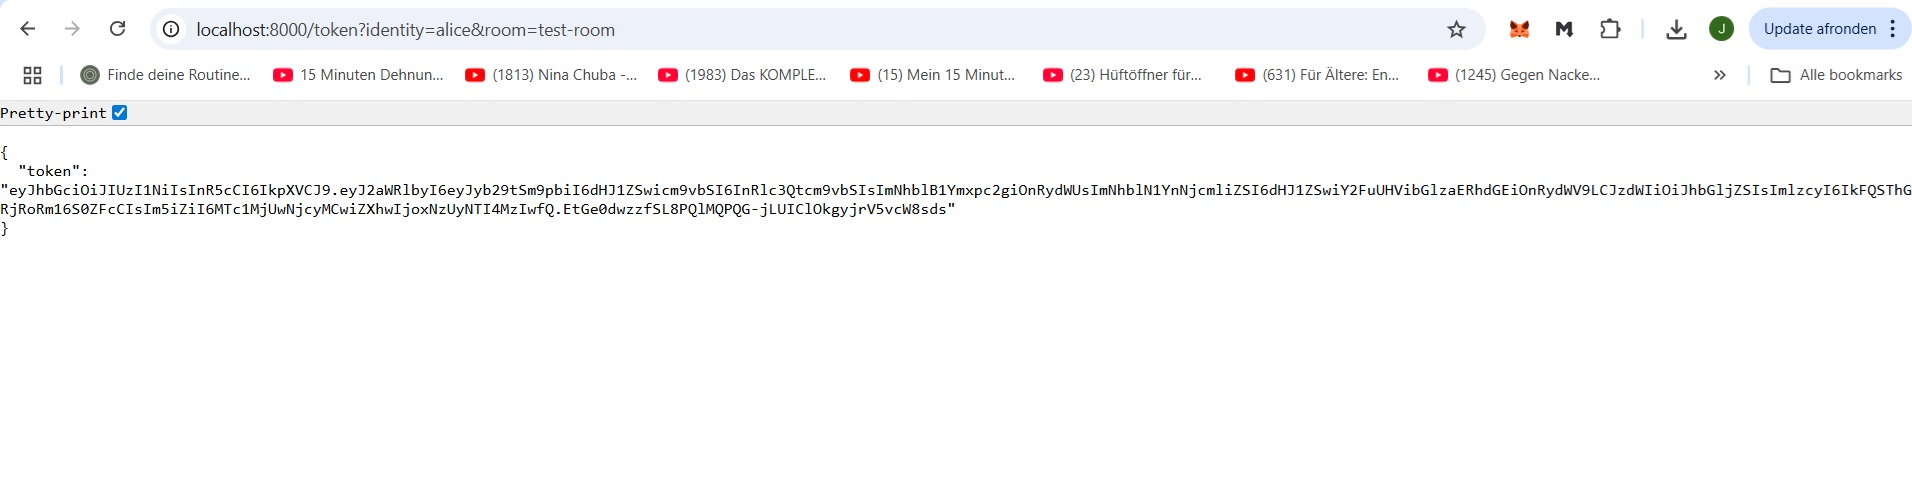 localhost:8000/token?identity=alice&room=test-room
J
Update afronden
Finde deine Routine...
15 Minuten Dehnun...
(1813) Nina Chuba -...
(1983) Das KOMPLE...
(15) Mein 15 Minut...
(23) Hüftöffner für...
(631) Für Ältere: En...
(1245) Gegen Nacke...
»
Alle bookmarks
Pretty-print
{
"token":
"eyJhbGciOiJIUzI1NiIsInR5cCI6IkpXVCJ9.eyJ2aWRlbyI6eyJyb29tSm9pbiI6dHJ1ZSwicm9vbSI6InRlc3Qtcm9vbSIsImNhblB1Ymxpc2giOnRydWUsImNhblN1YnNjcmliZSI6dHJ1ZSwiY2FuUHVibGlzaERhdGEiOnRydWV9LCJzdWIiOiJhbGljZSIsImlzcyI6IkFQSThG
RjRoRm16S0ZFcCIsIm5iZiI6MTc1MjUwNjcyMCwiZXhwIjoxNzUyNTI4MzIwfQ.EtGe0dwzzfSL8PQlMQPQG-jLUIClOkgyjrV5vcW8sds"
}